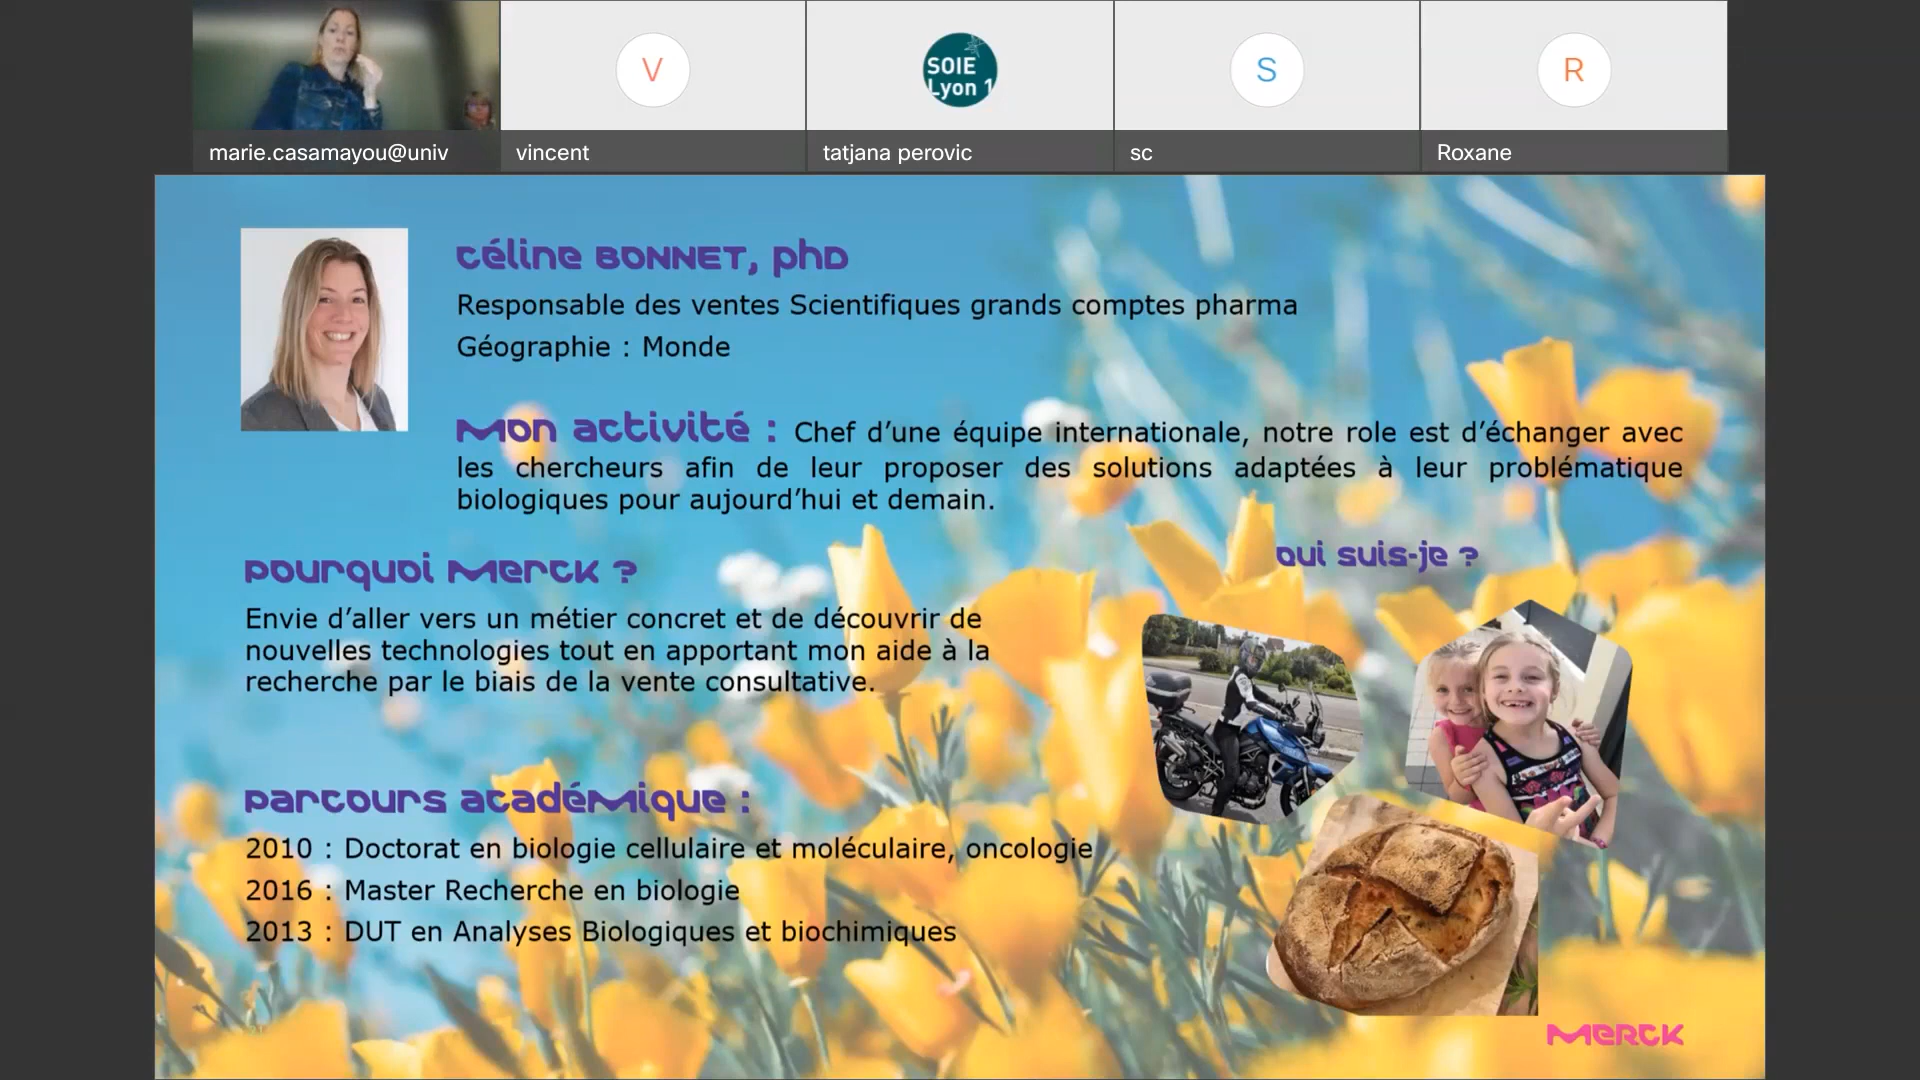 V
SOIE
Lyon 1
S
R
marie.casamayou@univ
vincent
tatjana perovic
sc
Roxane
Céline BONNET, phD
Responsable des ventes Scientifiques grands comptes pharma
Géographie : Monde
Mon activité : Chef d’une équipe internationale, notre role est d’échanger avec
les chercheurs afin de leur proposer des solutions adaptées à leur problématique
biologiques pour aujourd’hui et demain.
Pourquoi Merck ?
Envie d’aller vers un métier concret et de découvrir de
nouvelles technologies tout en apportant mon aide à la
recherche par le biais de la vente consultative.
Qui suis-je ?
Parcours académique :
2010 : Doctorat en biologie cellulaire et moléculaire, oncologie
2016 : Master Recherche en biologie
2013 : DUT en Analyses Biologiques et biochimiques
Merck